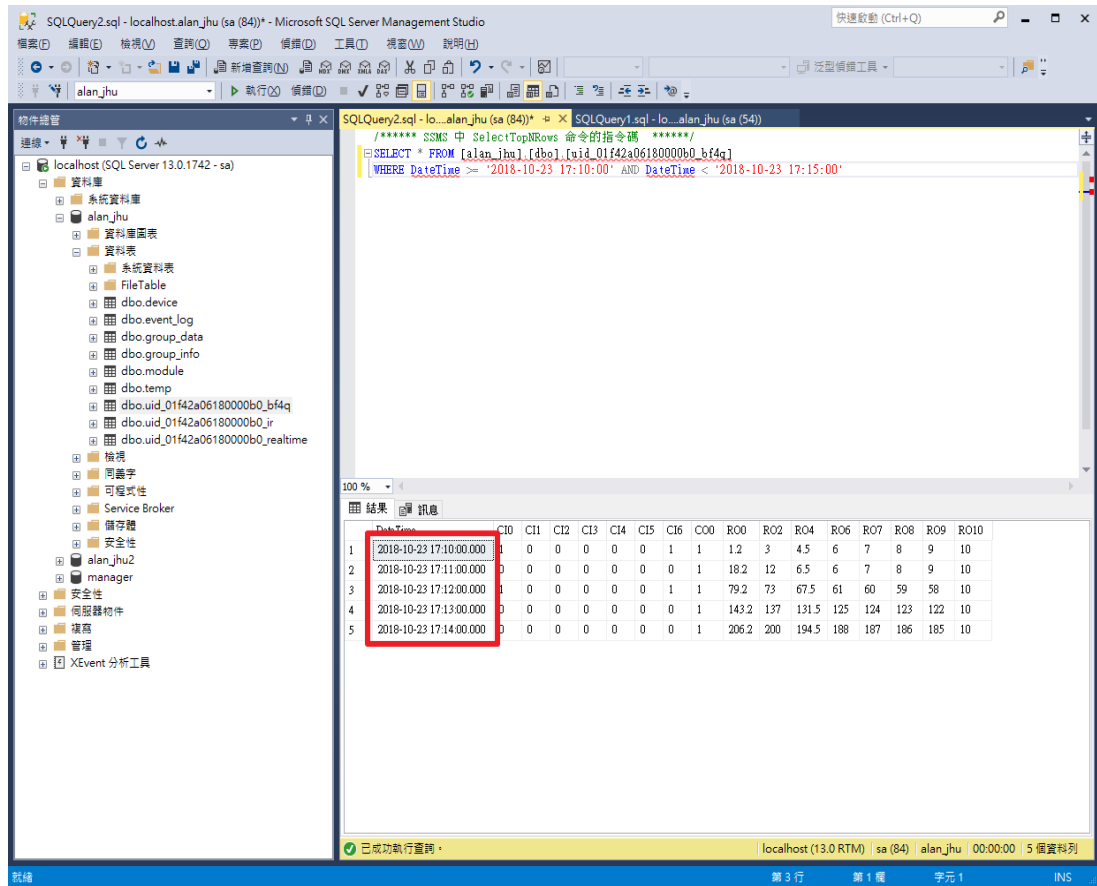 SQLQuery2.sql - localhost.alan_jhu (sa (84))* - Microsoft SQL Server Management Studio
快速啟動 (Ctrl+Q)
檔案(F) 編輯(E) 檢視(V) 查詢(Q) 專案(P) 偵錯(D) 工具(T) 視窗(W) 說明(H)
新增查詢(N) 泛型偵錯工具
alan_jhu 執行(X) 偵錯(D)
物件總管
連線
localhost (SQL Server 13.0.1742 - sa)
資料庫
系統資料庫
alan_jhu
資料庫圖表
資料表
系統資料表
FileTable
dbo.device
dbo.event_log
dbo.group_data
dbo.group_info
dbo.module
dbo.temp
dbo.uid_01f42a06180000b0_bf4q
dbo.uid_01f42a06180000b0_ir
dbo.uid_01f42a06180000b0_realtime
檢視
同義字
可程式性
Service Broker
儲存體
安全性
alan_jhu2
manager
安全性
伺服器物件
複寫
管理
XEvent 分析工具
SQLQuery2.sql - lo....alan_jhu (sa (84))* SQLQuery1.sql - lo....alan_jhu (sa (54))
/****** SSMS 中 SelectTopNRows 命令的指令碼 ******/
SELECT * FROM [alan_jhu].[dbo].[uid_01f42a06180000b0_bf4q]
WHERE DateTime >= '2018-10-23 17:10:00' AND DateTime < '2018-10-23 17:15:00'
100 %
結果 訊息
DateTime CI0 CI1 CI2 CI3 CI4 CI5 CI6 CO0 RO0 RO2 RO4 RO6 RO7 RO8 RO9 RO10
1 2018-10-23 17:10:00.000 1 0 0 0 0 0 1 1 1.2 3 4.5 6 7 8 9 10
2 2018-10-23 17:11:00.000 0 0 0 0 0 0 0 1 18.2 12 6.5 6 7 8 9 10
3 2018-10-23 17:12:00.000 1 0 0 0 0 0 1 1 79.2 73 67.5 61 60 59 58 10
4 2018-10-23 17:13:00.000 0 0 0 0 0 0 0 1 143.2 137 131.5 125 124 123 122 10
5 2018-10-23 17:14:00.000 0 0 0 0 0 0 0 1 206.2 200 194.5 188 187 186 185 10
已成功執行查詢。 localhost (13.0 RTM) sa (84) alan_jhu 00:00:00 5 個資料列
就緒 第 3 行 第 1 欄 字元 1 INS